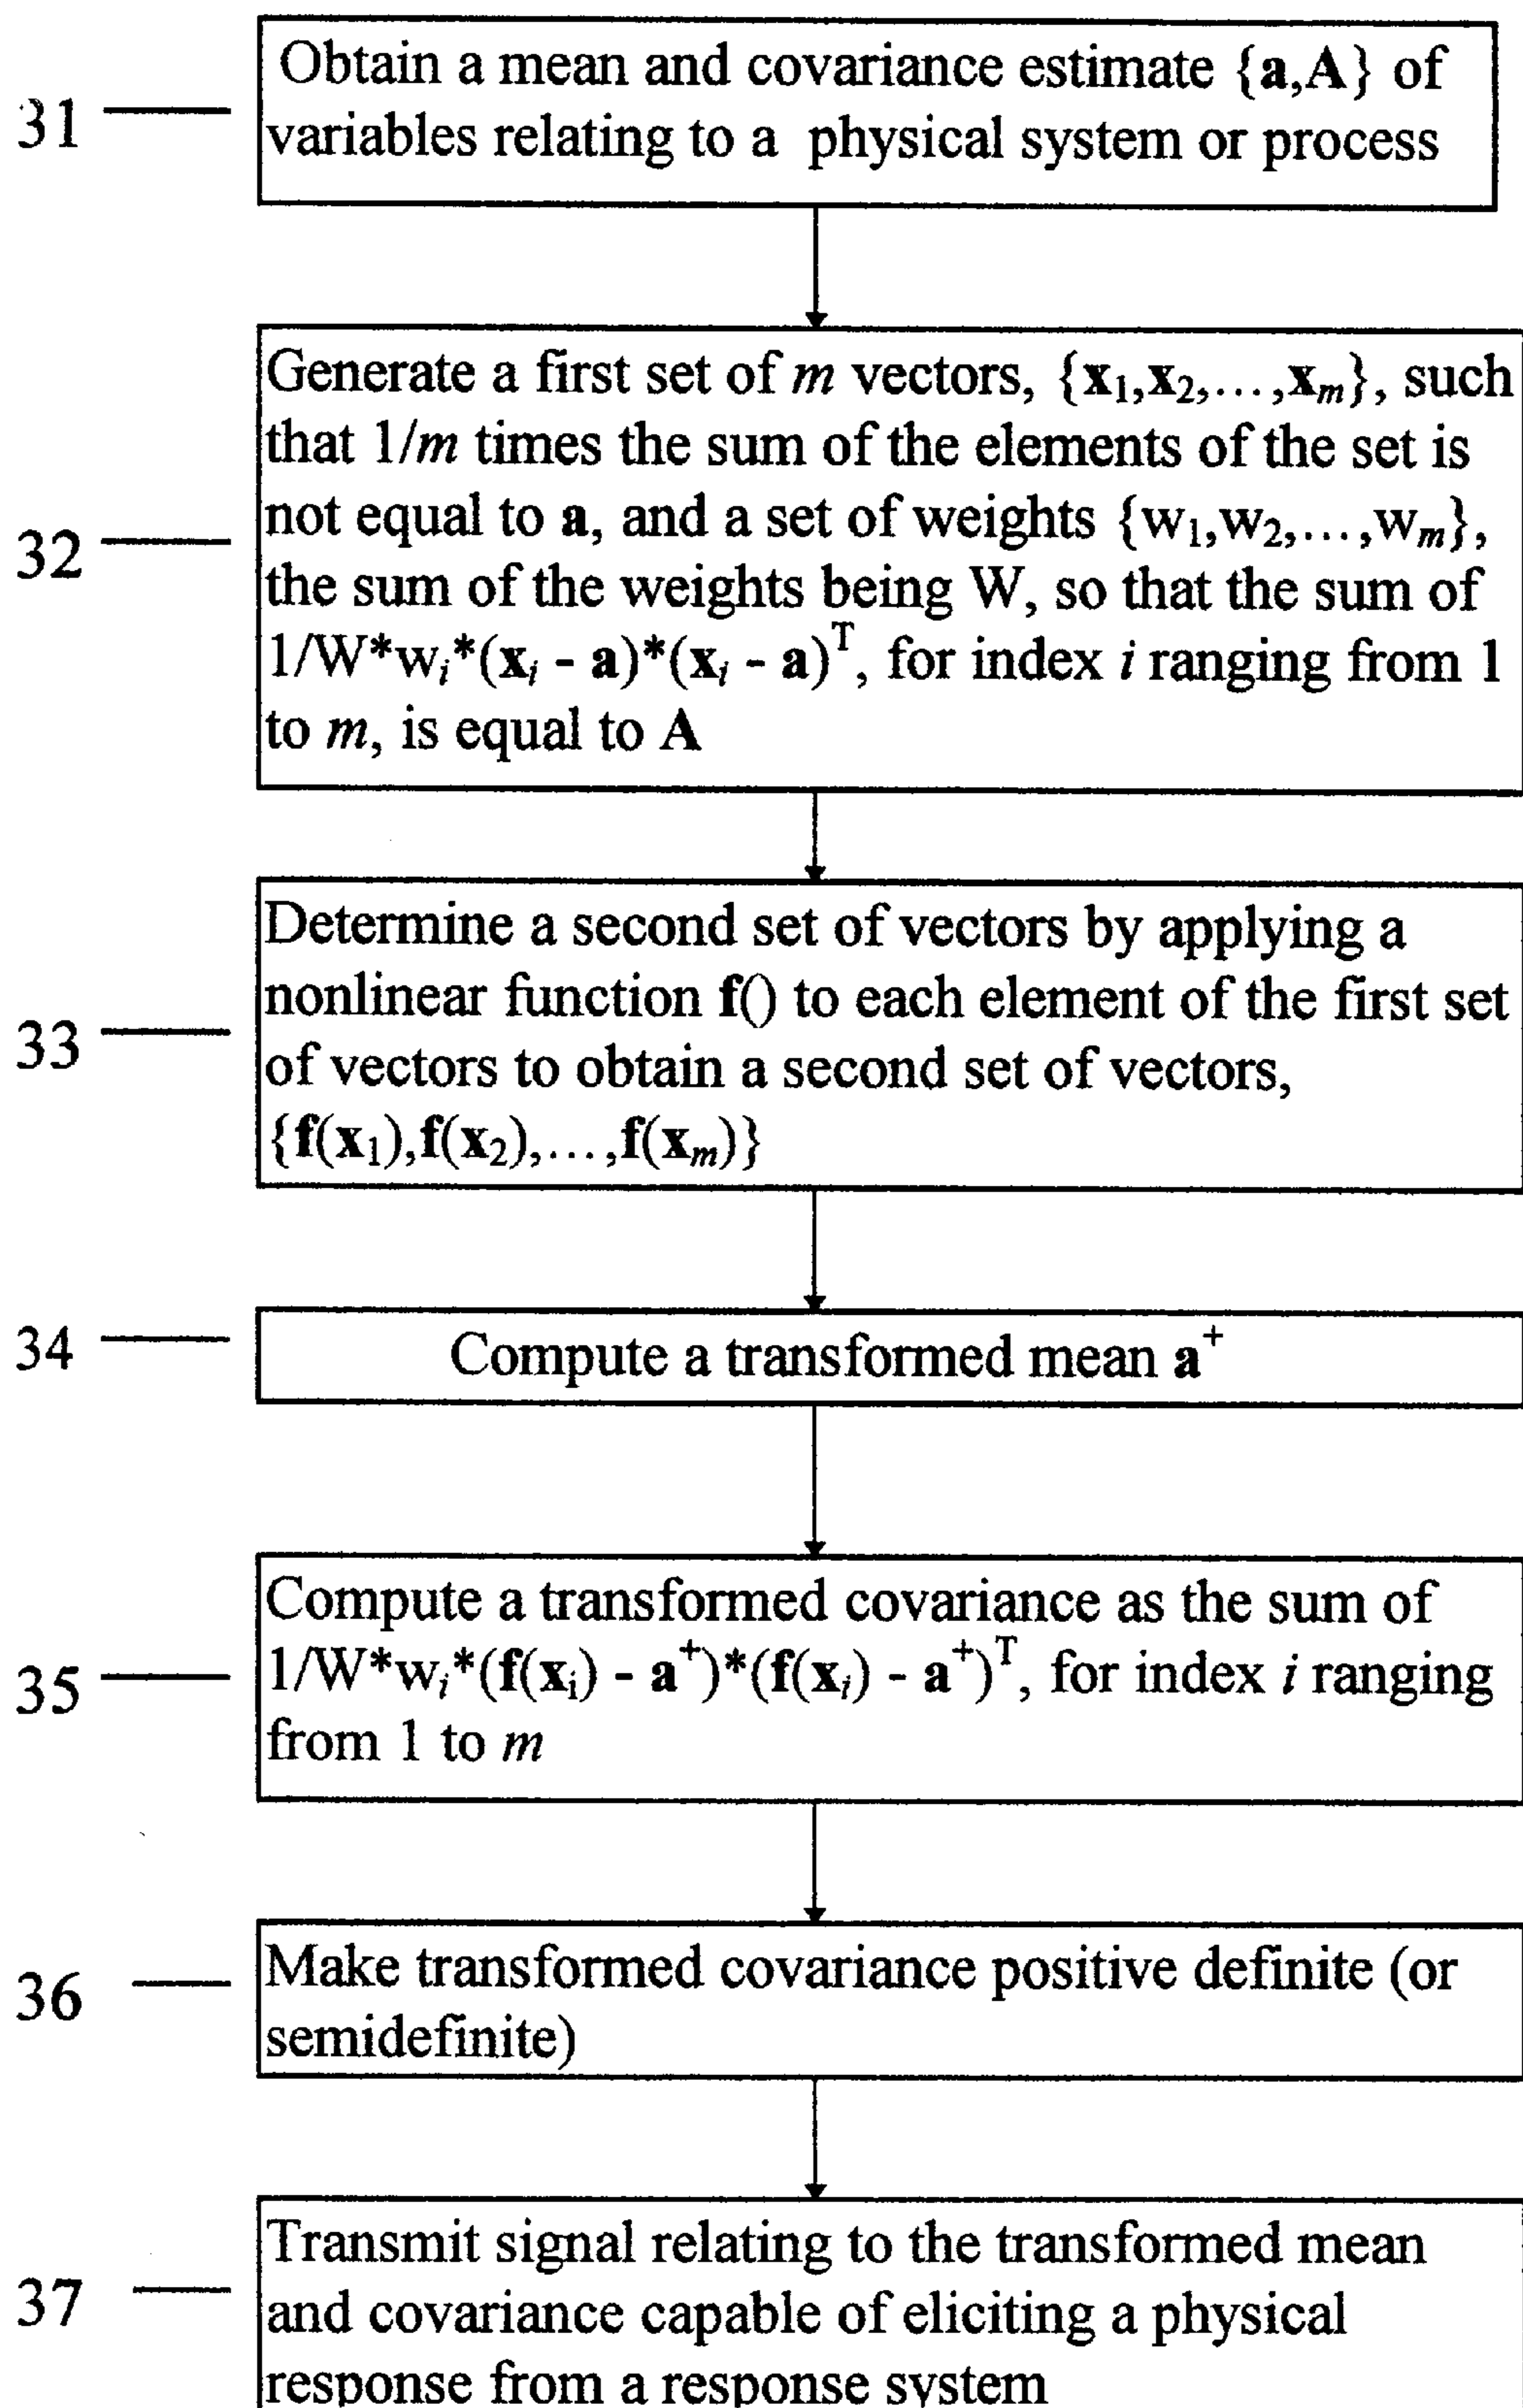 31
Obtain a mean and covariance estimate {a,A} of
variables relating to a physical system or process
32
Generate a first set of m vectors, {x₁,x₂,...,xₘ}, such
that 1/m times the sum of the elements of the set is
not equal to a, and a set of weights {w₁,w₂,...,wₘ},
the sum of the weights being W, so that the sum of
1/W*wᵢ*(xᵢ - a)*(xᵢ - a)ᵀ, for index i ranging from 1
to m, is equal to A
33
Determine a second set of vectors by applying a
nonlinear function f() to each element of the first set
of vectors to obtain a second set of vectors,
{f(x₁),f(x₂),...,f(xₘ)}
34
Compute a transformed mean a⁺
35
Compute a transformed covariance as the sum of
1/W*wᵢ*(f(xᵢ) - a⁺)*(f(xᵢ) - a⁺)ᵀ, for index i ranging
from 1 to m
36
Make transformed covariance positive definite (or
semidefinite)
37
Transmit signal relating to the transformed mean
and covariance capable of eliciting a physical
response from a response system